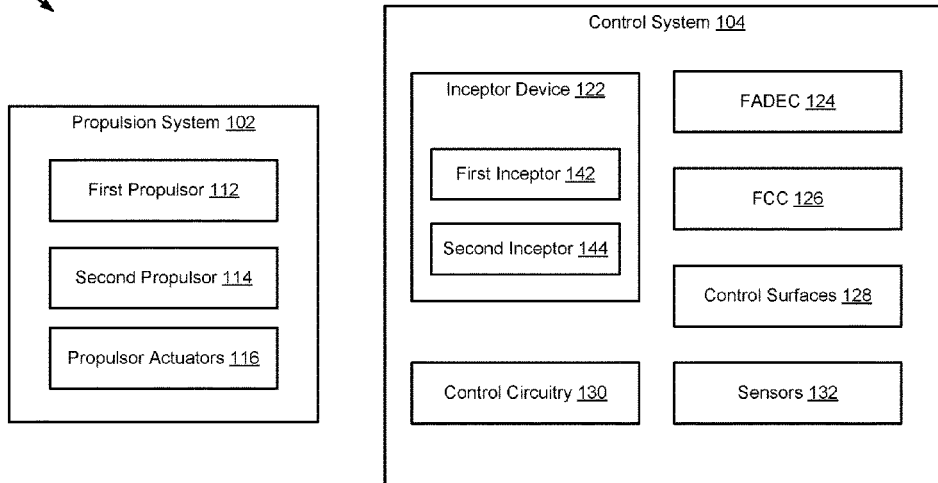 Control System 104
Inceptor Device 122
First Inceptor 142
Second Inceptor 144
FADEC 124
FCC 126
Control Surfaces 128
Control Circuitry 130
Sensors 132
Propulsion System 102
First Propulsor 112
Second Propulsor 114
Propulsor Actuators 116